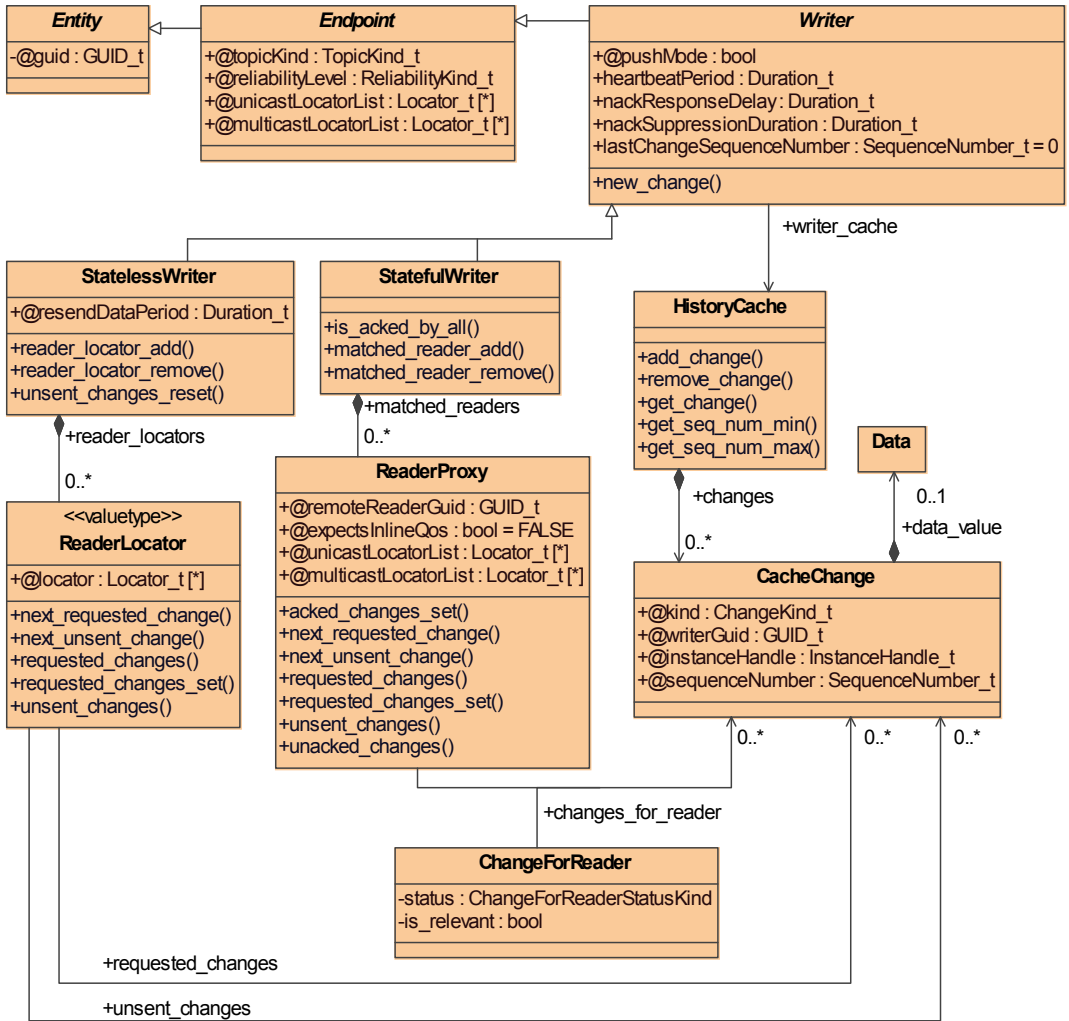 Entity
-@guid : GUID_t
Endpoint
+@topicKind : TopicKind_t
+@reliabilityLevel : ReliabilityKind_t
+@unicastLocatorList : Locator_t [*]
+@multicastLocatorList : Locator_t [*]
Writer
+@pushMode : bool
+heartbeatPeriod : Duration_t
+nackResponseDelay : Duration_t
+nackSuppressionDuration : Duration_t
+lastChangeSequenceNumber : SequenceNumber_t = 0
+new_change()
+writer_cache
StatelessWriter
+@resendDataPeriod : Duration_t
+reader_locator_add()
+reader_locator_remove()
+unsent_changes_reset()
StatefulWriter
+is_acked_by_all()
+matched_reader_add()
+matched_reader_remove()
HistoryCache
+add_change()
+remove_change()
+get_change()
+get_seq_num_min()
+get_seq_num_max()
+reader_locators
0..*
+matched_readers
0..*
+changes
0..*
Data
0..1
+data_value
<<valuetype>>
ReaderLocator
+@locator : Locator_t [*]
+next_requested_change()
+next_unsent_change()
+requested_changes()
+requested_changes_set()
+unsent_changes()
ReaderProxy
+@remoteReaderGuid : GUID_t
+@expectsInlineQos : bool = FALSE
+@unicastLocatorList : Locator_t [*]
+@multicastLocatorList : Locator_t [*]
+acked_changes_set()
+next_requested_change()
+next_unsent_change()
+requested_changes()
+requested_changes_set()
+unsent_changes()
+unacked_changes()
CacheChange
+@kind : ChangeKind_t
+@writerGuid : GUID_t
+@instanceHandle : InstanceHandle_t
+@sequenceNumber : SequenceNumber_t
0..*
0..*
0..*
+changes_for_reader
ChangeForReader
-status : ChangeForReaderStatusKind
-is_relevant : bool
+requested_changes
+unsent_changes